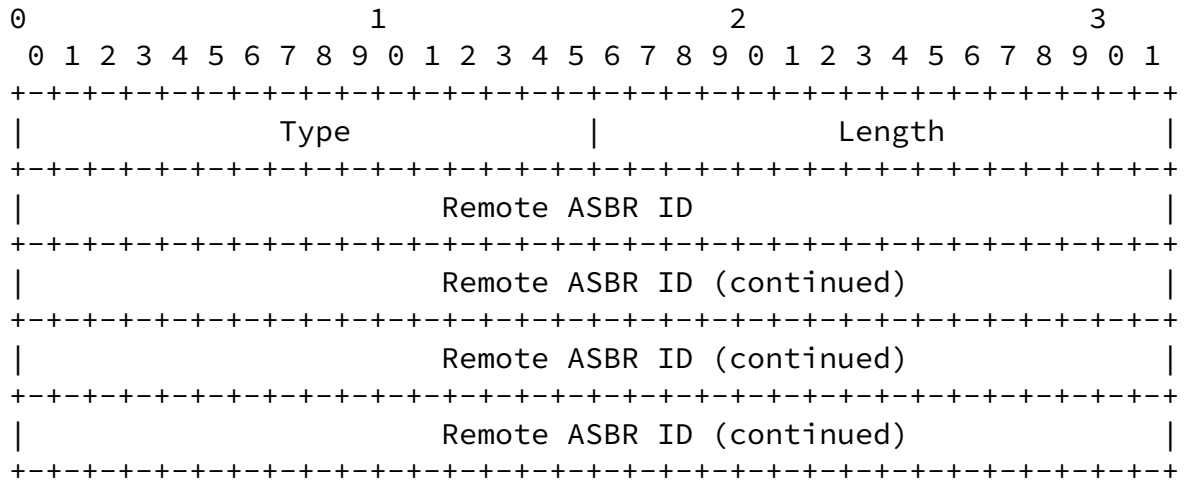 0                   1                   2                   3
 0 1 2 3 4 5 6 7 8 9 0 1 2 3 4 5 6 7 8 9 0 1 2 3 4 5 6 7 8 9 0 1
+-+-+-+-+-+-+-+-+-+-+-+-+-+-+-+-+-+-+-+-+-+-+-+-+-+-+-+-+-+-+-+-+
|              Type             |             Length            |
+-+-+-+-+-+-+-+-+-+-+-+-+-+-+-+-+-+-+-+-+-+-+-+-+-+-+-+-+-+-+-+-+
|                       Remote ASBR ID                          |
+-+-+-+-+-+-+-+-+-+-+-+-+-+-+-+-+-+-+-+-+-+-+-+-+-+-+-+-+-+-+-+-+
|                       Remote ASBR ID (continued)              |
+-+-+-+-+-+-+-+-+-+-+-+-+-+-+-+-+-+-+-+-+-+-+-+-+-+-+-+-+-+-+-+-+
|                       Remote ASBR ID (continued)              |
+-+-+-+-+-+-+-+-+-+-+-+-+-+-+-+-+-+-+-+-+-+-+-+-+-+-+-+-+-+-+-+-+
|                       Remote ASBR ID (continued)              |
+-+-+-+-+-+-+-+-+-+-+-+-+-+-+-+-+-+-+-+-+-+-+-+-+-+-+-+-+-+-+-+-+